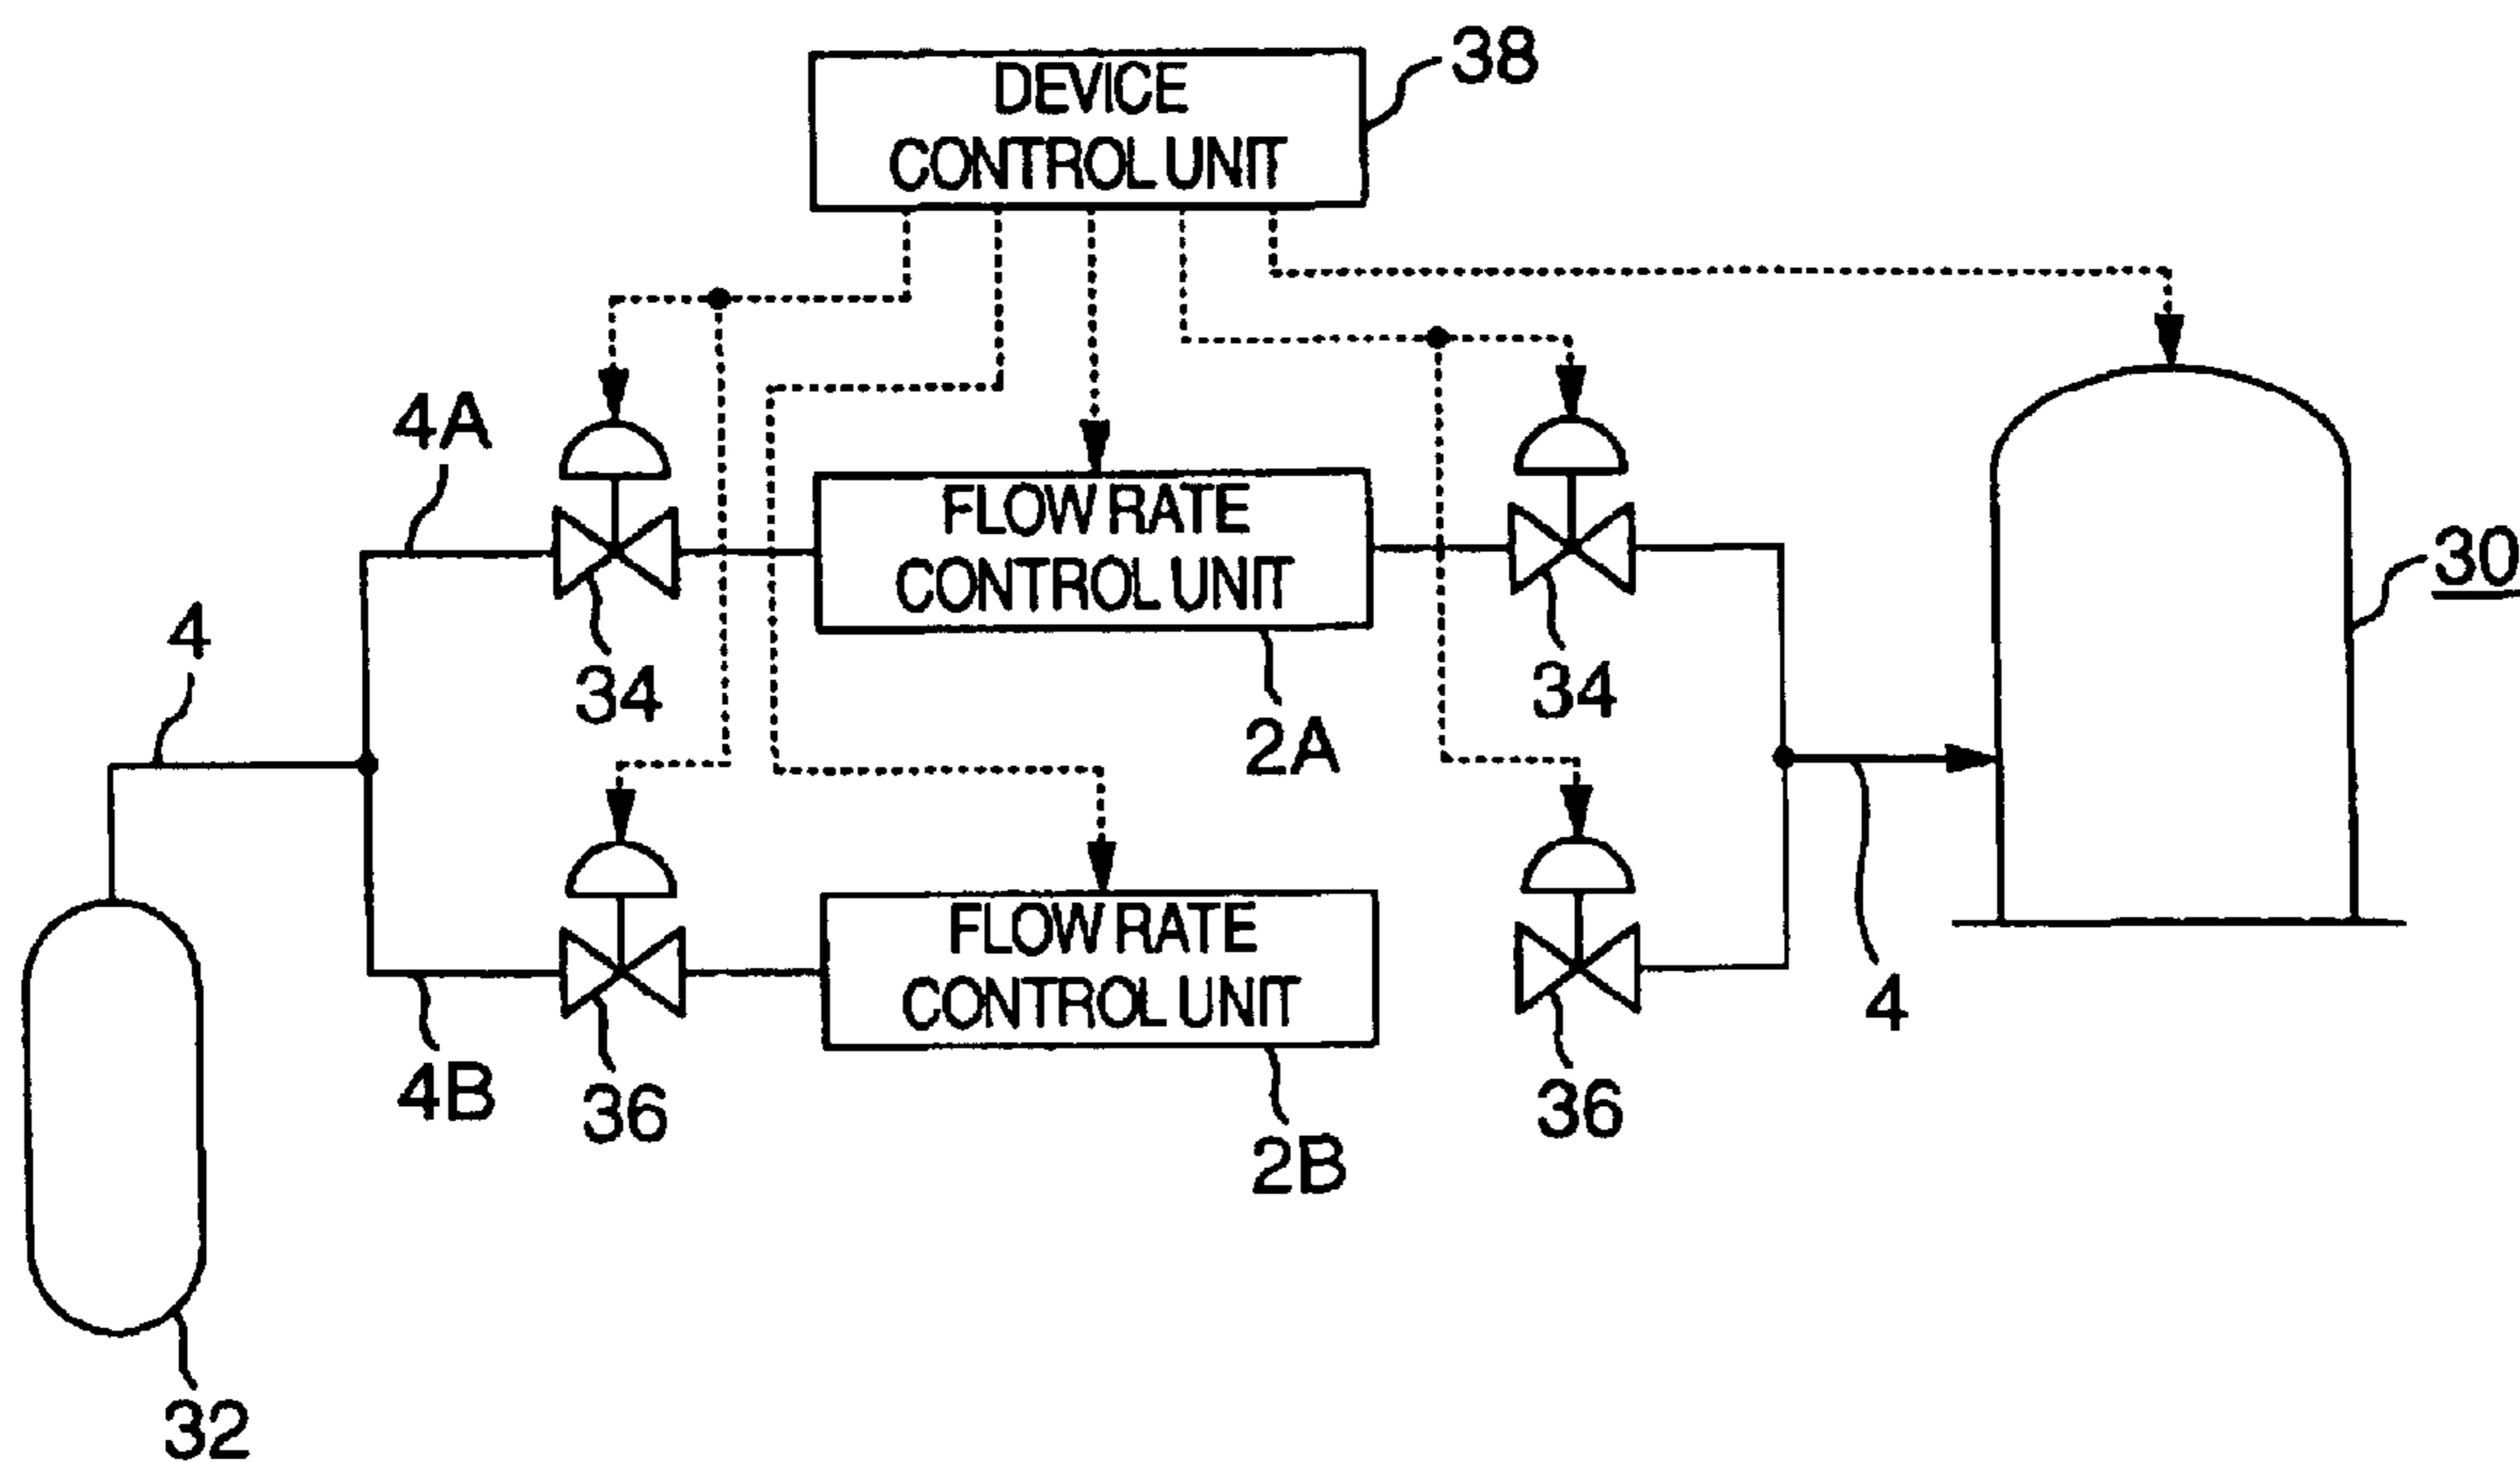 DEVICE
CONTROL UNIT
38
4A
FLOW RATE
CONTROL UNIT
30
4
34
34
2A
FLOW RATE
CONTROL UNIT
4
4B
36
36
2B
32